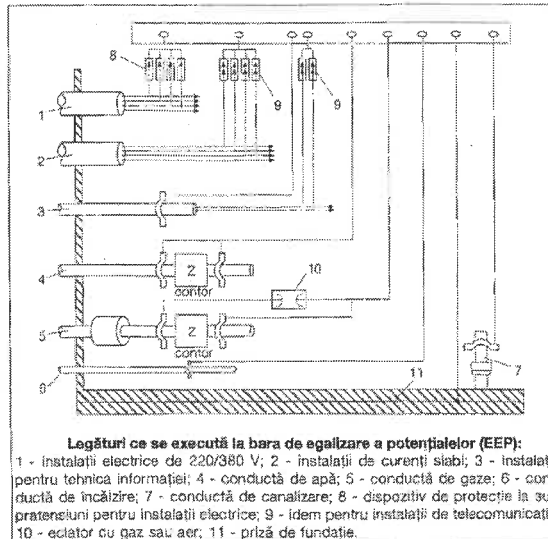 8
9
9
1
2
3
4
Z
contor
10
5
Z
contor
6
11
7
Legături ce se execută la bara de egalizare a potențialelor (EEP):
1 - instalații electrice de 220/380 V; 2 - instalații de curenți slabi; 3 - Instalaț
pentru tehnica informației; 4 - conductă de apă; 5 - conductă de gaze; 6 - con
ductă de încălzire; 7 - conductă de canalizare; 8 - dispozitiv de protecție la su
pratensiuni pentru instalații electrice; 9 - idem pentru instalații de telecomunicați
10 - eclator cu gaz sau aer; 11 - priză de fundație.